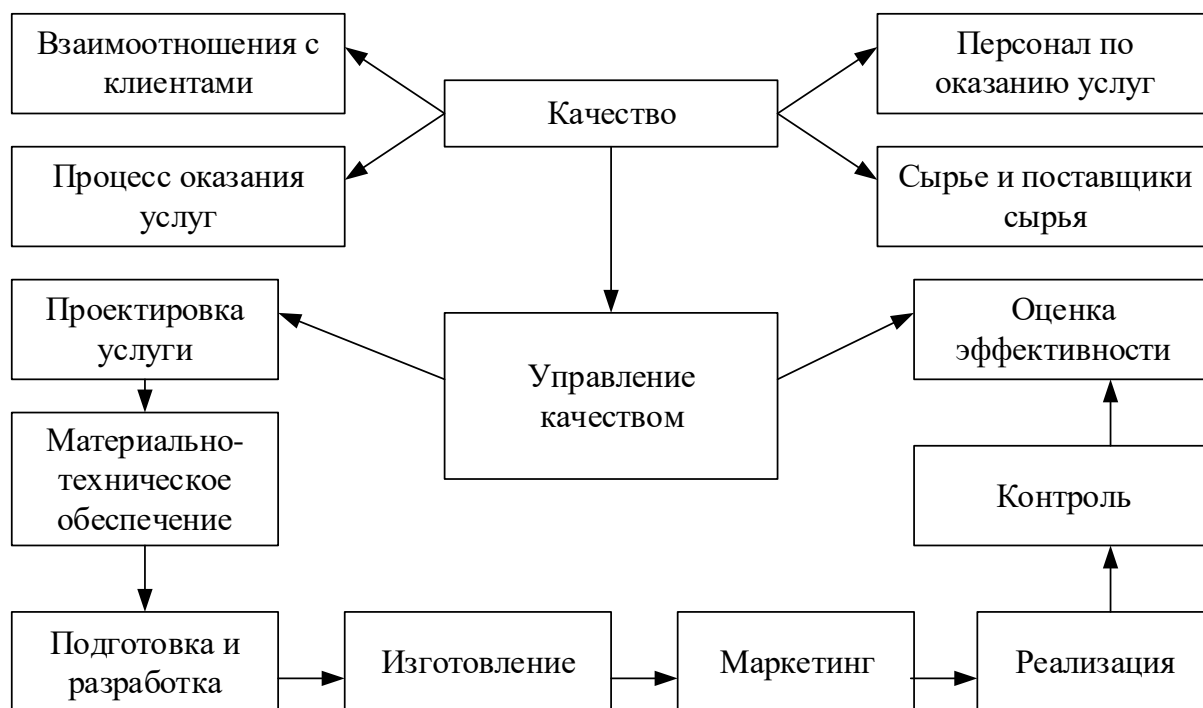 Взаимоотношения с
клиентами
Качество
Персонал по
оказанию услуг
Процесс оказания
услуг
Сырье и поставщики
сырья
Проектировка
услуги
Управление
качеством
Оценка
эффективности
Материально-
техническое
обеспечение
Контроль
Подготовка и
разработка
Изготовление
Маркетинг
Реализация